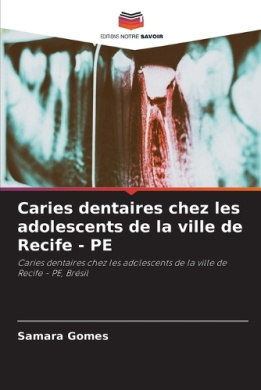 EDITIONS NOTRE SAVOIR
Caries dentaires chez les
adolescents de la ville de
Recife - PE
Caries dentaires chez les adolescents de la ville de
Recife - PE, Brésil
Samara Gomes